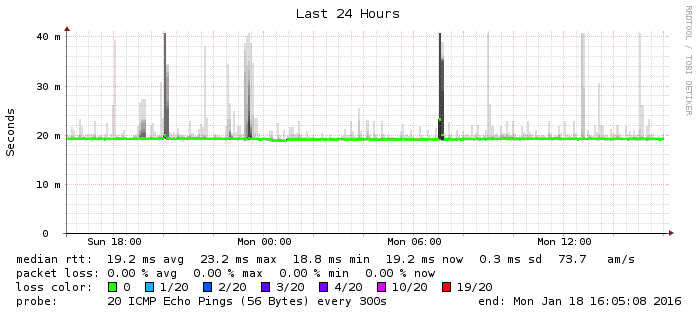 Last 24 Hours
RRDTOOL / TOBI OETIKER
Seconds
40 m
30 m
20 m
10 m
0
Sun 18:00 Mon 00:00 Mon 06:00 Mon 12:00
median rtt: 19.2 ms avg 23.2 ms max 18.8 ms min 19.2 ms now 0.3 ms sd 73.7 am/s
packet loss: 0.00 % avg 0.00 % max 0.00 % min 0.00 % now
loss color: 0 1/20 2/20 3/20 4/20 10/20 19/20
probe: 20 ICMP Echo Pings (56 Bytes) every 300s end: Mon Jan 18 16:05:08 2016